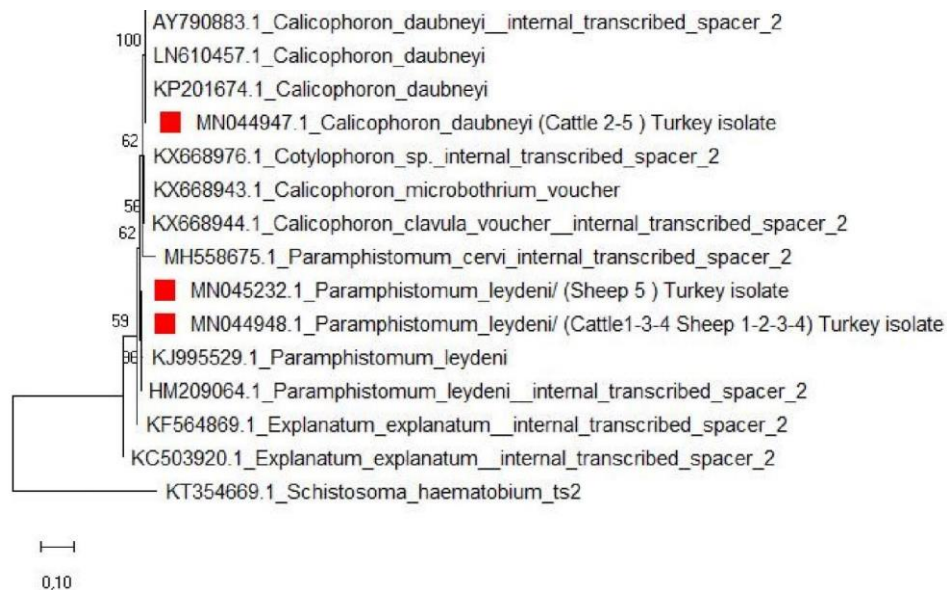 AY790883.1_Calicophoron_daubneyi__internal_transcribed_spacer_2
100
LN610457.1_Calicophoron_daubneyi
KP201674.1_Calicophoron_daubneyi
MN044947.1_Calicophoron_daubneyi (Cattle 2-5 ) Turkey isolate
62
KX668976.1_Cotylophoron_sp._internal_transcribed_spacer_2
KX668943.1_Calicophoron_microbothrium_voucher
56
KX668944.1_Calicophoron_clavula_voucher__internal_transcribed_spacer_2
62
MH558675.1_Paramphistomum_cervi_internal_transcribed_spacer_2
MN045232.1_Paramphistomum_leydeni/ (Sheep 5 ) Turkey isolate
59
MN044948.1_Paramphistomum_leydeni/ (Cattle1-3-4 Sheep 1-2-3-4) Turkey isolate
KJ995529.1_Paramphistomum_leydeni
HM209064.1_Paramphistomum_leydeni__internal_transcribed_spacer_2
KF564869.1_Explanatum_explanatum__internal_transcribed_spacer_2
KC503920.1_Explanatum_explanatum__internal_transcribed_spacer_2
KT354669.1_Schistosoma_haematobium_ts2
0,10